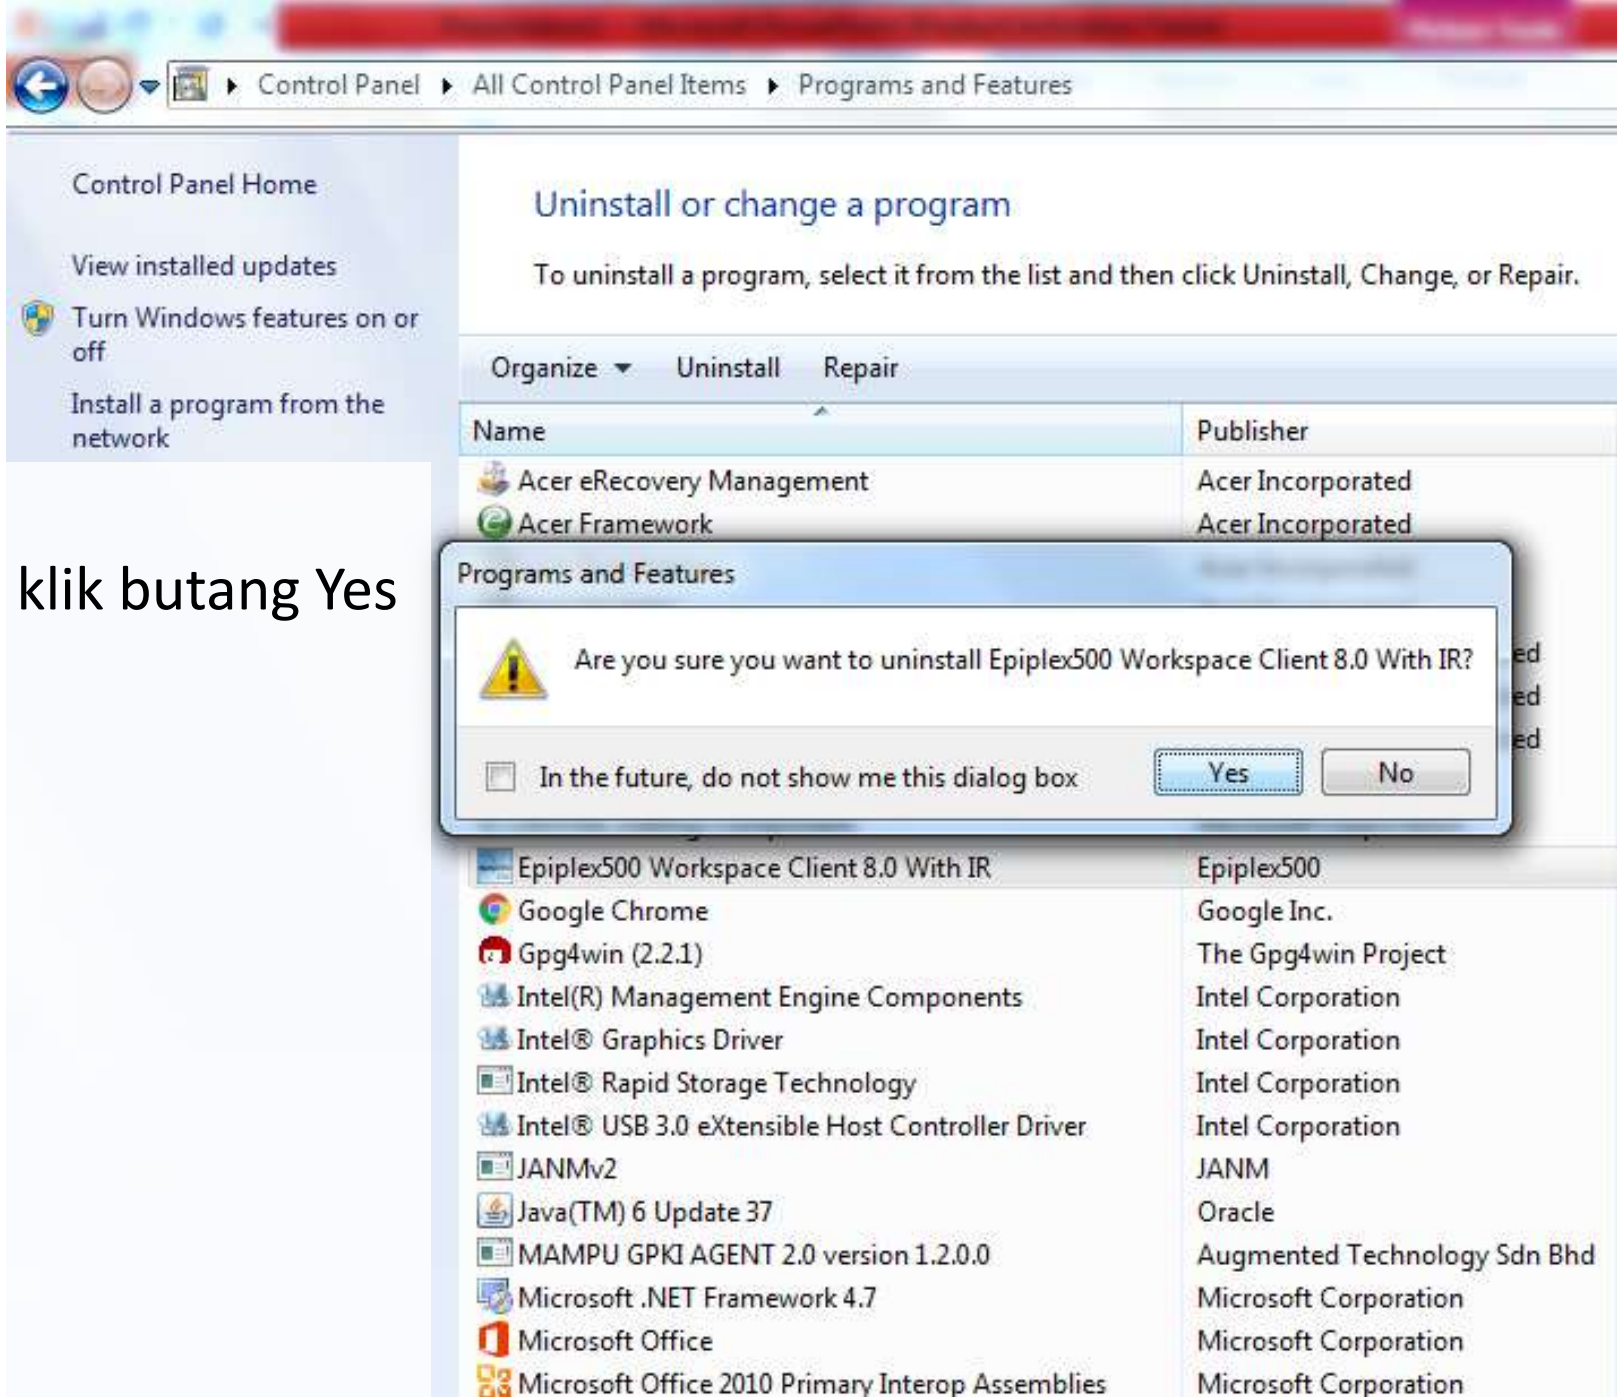 Control Panel ▸ All Control Panel Items ▸ Programs and Features
Control Panel Home
View installed updates
Turn Windows features on or
off
Install a program from the
network
klik butang Yes
Uninstall or change a program
To uninstall a program, select it from the list and then click Uninstall, Change, or Repair.
Organize Uninstall Repair
Name Publisher
Acer eRecovery Management Acer Incorporated
Acer Framework Acer Incorporated
Programs and Features
Are you sure you want to uninstall Epiplex500 Workspace Client 8.0 With IR?
In the future, do not show me this dialog box
Yes No
Epiplex500 Workspace Client 8.0 With IR Epiplex500
Google Chrome Google Inc.
Gpg4win (2.2.1) The Gpg4win Project
Intel(R) Management Engine Components Intel Corporation
Intel® Graphics Driver Intel Corporation
Intel® Rapid Storage Technology Intel Corporation
Intel® USB 3.0 eXtensible Host Controller Driver Intel Corporation
JANMv2 JANM
Java(TM) 6 Update 37 Oracle
MAMPU GPKI AGENT 2.0 version 1.2.0.0 Augmented Technology Sdn Bhd
Microsoft .NET Framework 4.7 Microsoft Corporation
Microsoft Office Microsoft Corporation
Microsoft Office 2010 Primary Interop Assemblies Microsoft Corporation